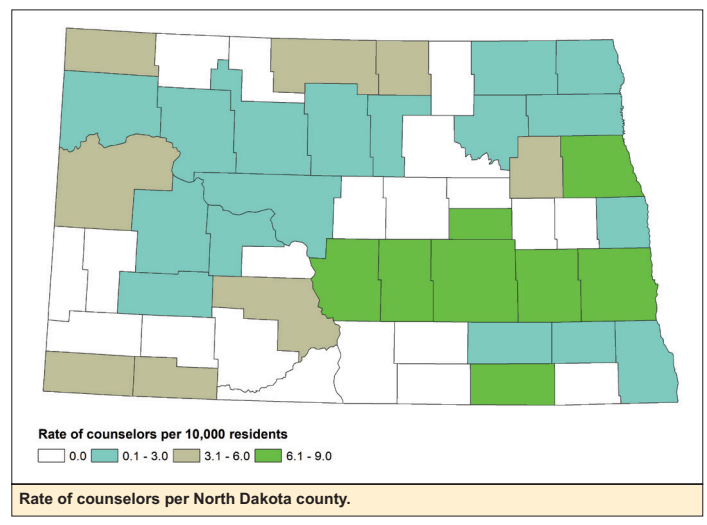 Rate of counselors per 10,000 residents
0.0 0.1 - 3.0 3.1 - 6.0 6.1 - 9.0
Rate of counselors per North Dakota county.